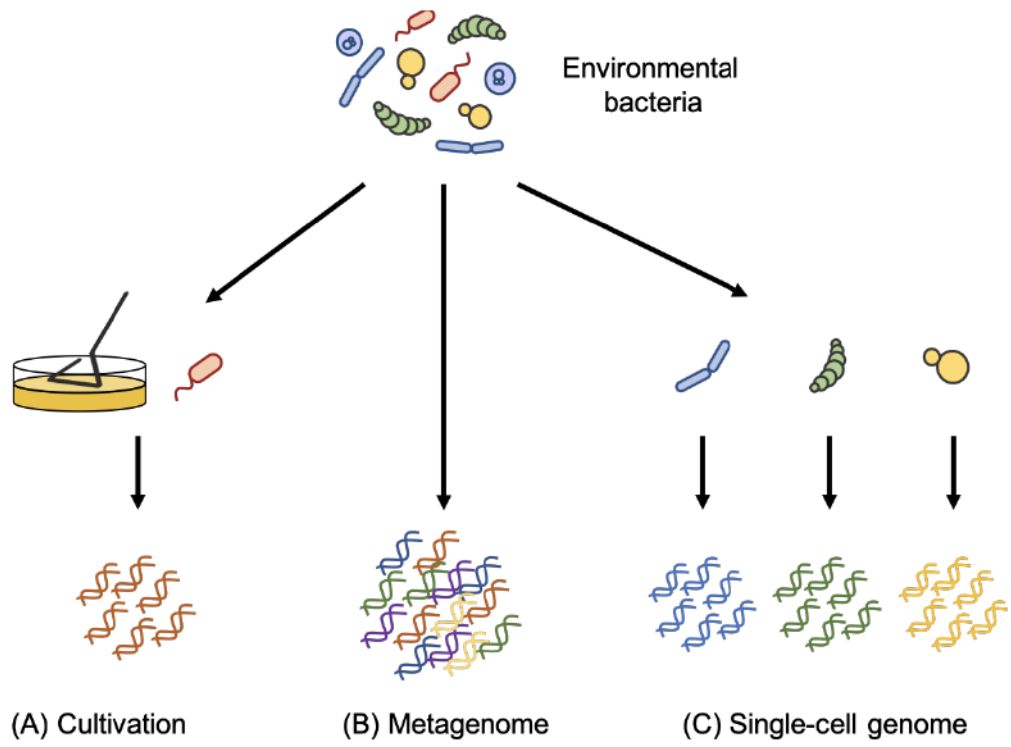 Environmental
bacteria
(A) Cultivation
(B) Metagenome
(C) Single-cell genome